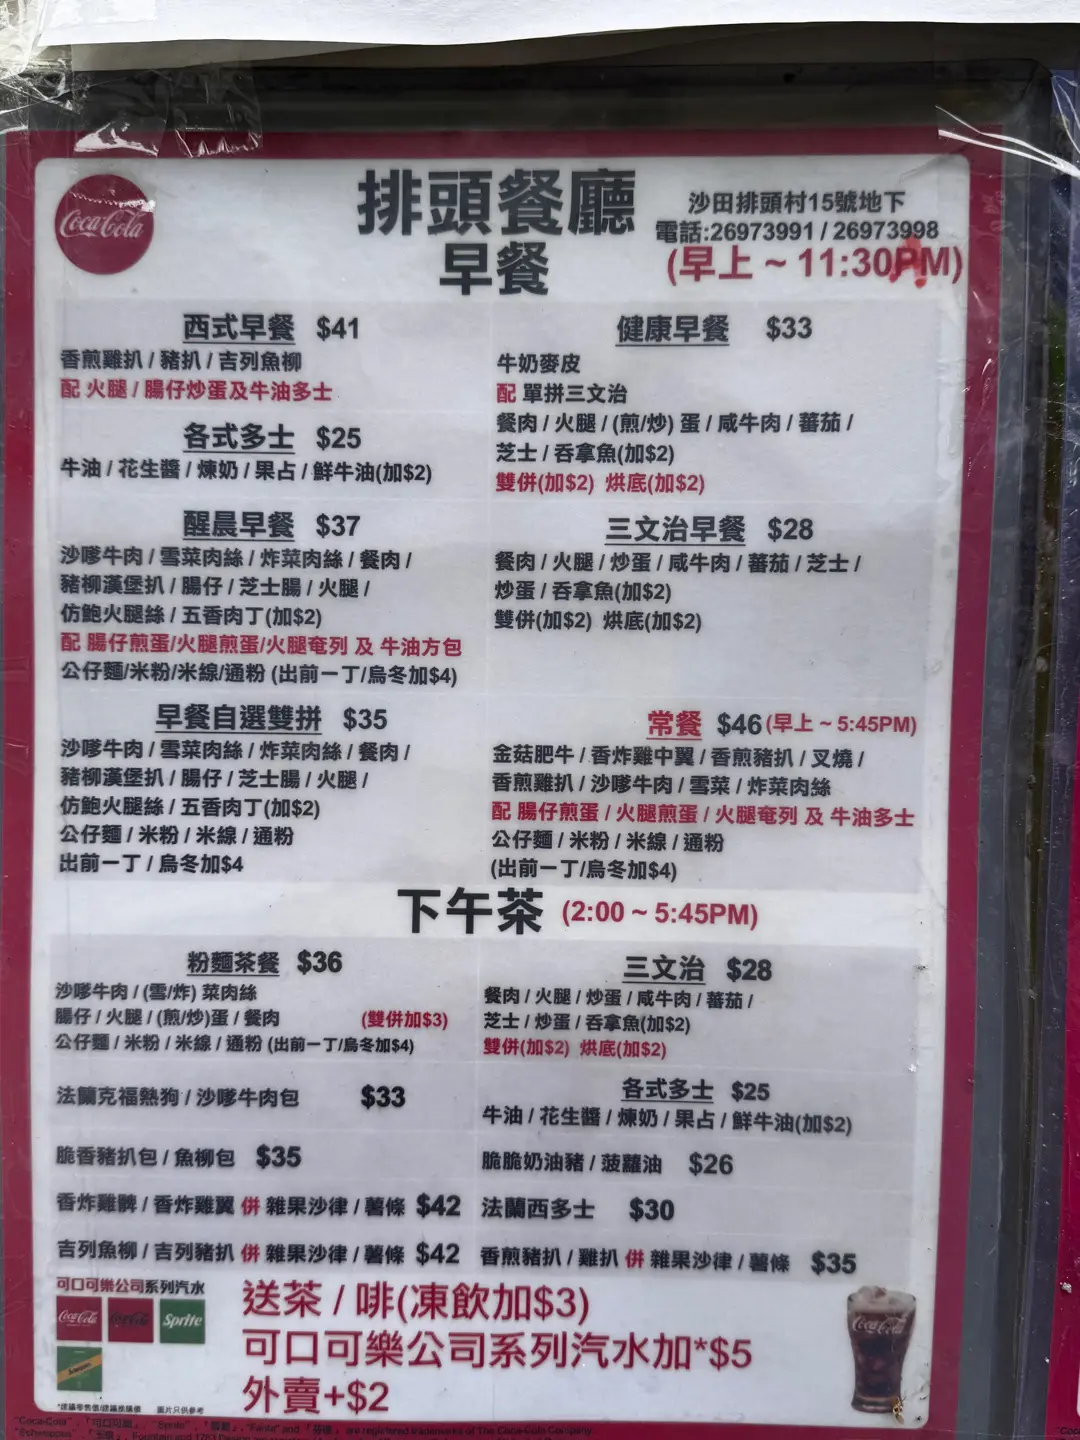 Coca-Cola
排頭餐廳
沙田排頭村15號地下
電話:26973991 / 26973998
早餐
(早上 ~ 11:30PM)
西式早餐 $41
香煎雞扒 / 豬扒 / 吉列魚柳
配 火腿 / 腸仔炒蛋及牛油多士
健康早餐 $33
牛奶麥皮
配 單拼三文治
餐肉 / 火腿 / (煎/炒) 蛋 / 咸牛肉 / 蕃茄 /
芝士 / 吞拿魚(加$2)
雙併(加$2) 烘底(加$2)
各式多士 $25
牛油 / 花生醬 / 煉奶 / 果占 / 鮮牛油(加$2)
醒晨早餐 $37
沙嗲牛肉 / 雪菜肉絲 / 炸菜肉絲 / 餐肉 /
豬柳漢堡扒 / 腸仔 / 芝士腸 / 火腿 /
仿鮑火腿絲 / 五香肉丁(加$2)
配 腸仔煎蛋/火腿煎蛋/火腿奄列 及 牛油方包
公仔麵/米粉/米線/通粉 (出前一丁/烏冬加$4)
三文治早餐 $28
餐肉 / 火腿 / 炒蛋 / 咸牛肉 / 蕃茄 / 芝士 /
炒蛋 / 吞拿魚(加$2)
雙併(加$2) 烘底(加$2)
早餐自選雙拼 $35
沙嗲牛肉 / 雪菜肉絲 / 炸菜肉絲 / 餐肉 /
豬柳漢堡扒 / 腸仔 / 芝士腸 / 火腿 /
仿鮑火腿絲 / 五香肉丁(加$2)
公仔麵 / 米粉 / 米線 / 通粉
出前一丁 / 烏冬加$4
常餐 $46 (早上 ~ 5:45PM)
金菇肥牛 / 香炸雞中翼 / 香煎豬扒 / 叉燒 /
香煎雞扒 / 沙嗲牛肉 / 雪菜 / 炸菜肉絲
配 腸仔煎蛋 / 火腿煎蛋 / 火腿奄列 及 牛油多士
公仔麵 / 米粉 / 米線 / 通粉
(出前一丁/烏冬加$4)
下午茶 (2:00 ~ 5:45PM)
粉麵茶餐 $36
沙嗲牛肉 / (雪/炸) 菜肉絲
腸仔 / 火腿 / (煎/炒)蛋 / 餐肉 (雙併加$3)
公仔麵 / 米粉 / 米線 / 通粉 (出前一丁/烏冬加$4)
三文治 $28
餐肉 / 火腿 / 炒蛋 / 咸牛肉 / 蕃茄 /
芝士 / 炒蛋 / 吞拿魚(加$2)
雙併(加$2) 烘底(加$2)
法蘭克福熱狗 / 沙嗲牛肉包 $33
各式多士 $25
牛油 / 花生醬 / 煉奶 / 果占 / 鮮牛油(加$2)
脆香豬扒包 / 魚柳包 $35
脆脆奶油豬 / 菠蘿油 $26
香炸雞髀 / 香炸雞翼 併 雜果沙律 / 薯條 $42
法蘭西多士 $30
吉列魚柳 / 吉列豬扒 併 雜果沙律 / 薯條 $42
香煎豬扒 / 雞扒 併 雜果沙律 / 薯條 $35
可口可樂公司系列汽水
Coca-Cola
Coca-Cola
Sprite
送茶 / 啡(凍飲加$3)
可口可樂公司系列汽水加*$5
外賣+$2
Coca-Cola
圖片只供參考